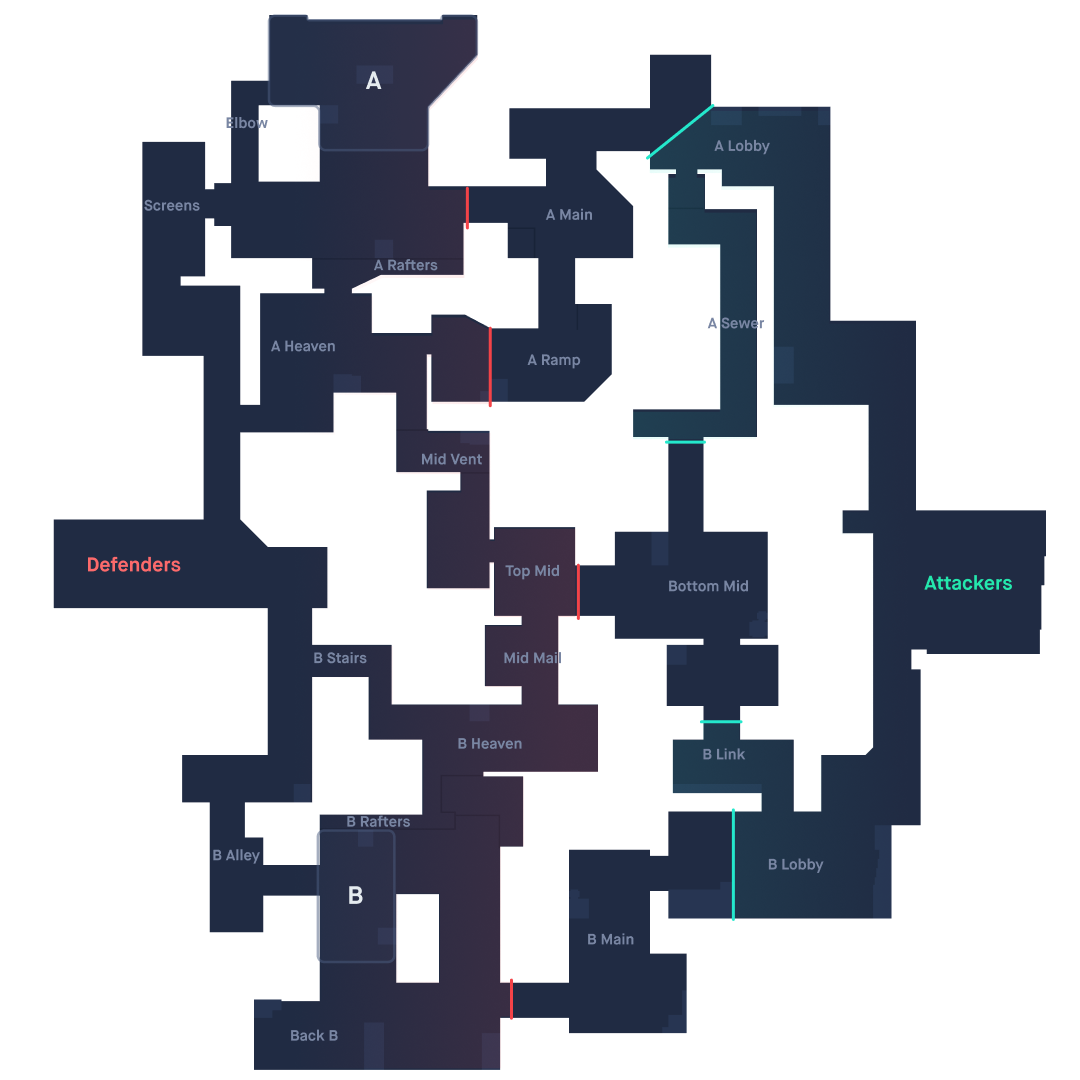 A
Elbow
A Lobby
Screens
A Main
A Rafters
A Sewer
A Heaven
A Ramp
Mid Vent
Defenders
Top Mid
Bottom Mid
Attackers
B Stairs
Mid Mail
B Heaven
B Link
B Rafters
B Alley
B Lobby
B
B Main
Back B